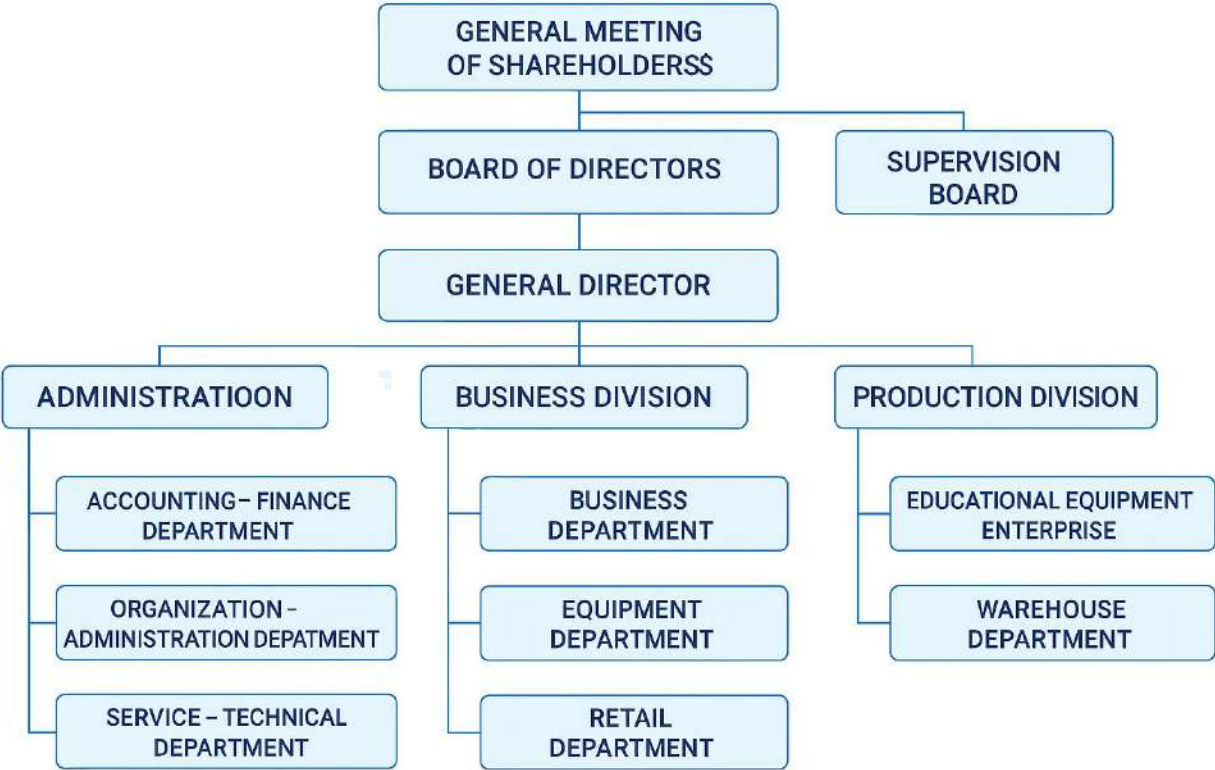 GENERAL MEETING
OF SHAREHOLDERS$
BOARD OF DIRECTORS
SUPERVISION
BOARD
GENERAL DIRECTOR
ADMINISTRATIOON
BUSINESS DIVISION
PRODUCTION DIVISION
ACCOUNTING – FINANCE
DEPARTMENT
ORGANIZATION –
ADMINISTRATION DEPATMENT
SERVICE – TECHNICAL
DEPARTMENT
BUSINESS
DEPARTMENT
EQUIPMENT
DEPARTMENT
RETAIL
DEPARTMENT
EDUCATIONAL EQUIPMENT
ENTERPRISE
WAREHOUSE
DEPARTMENT